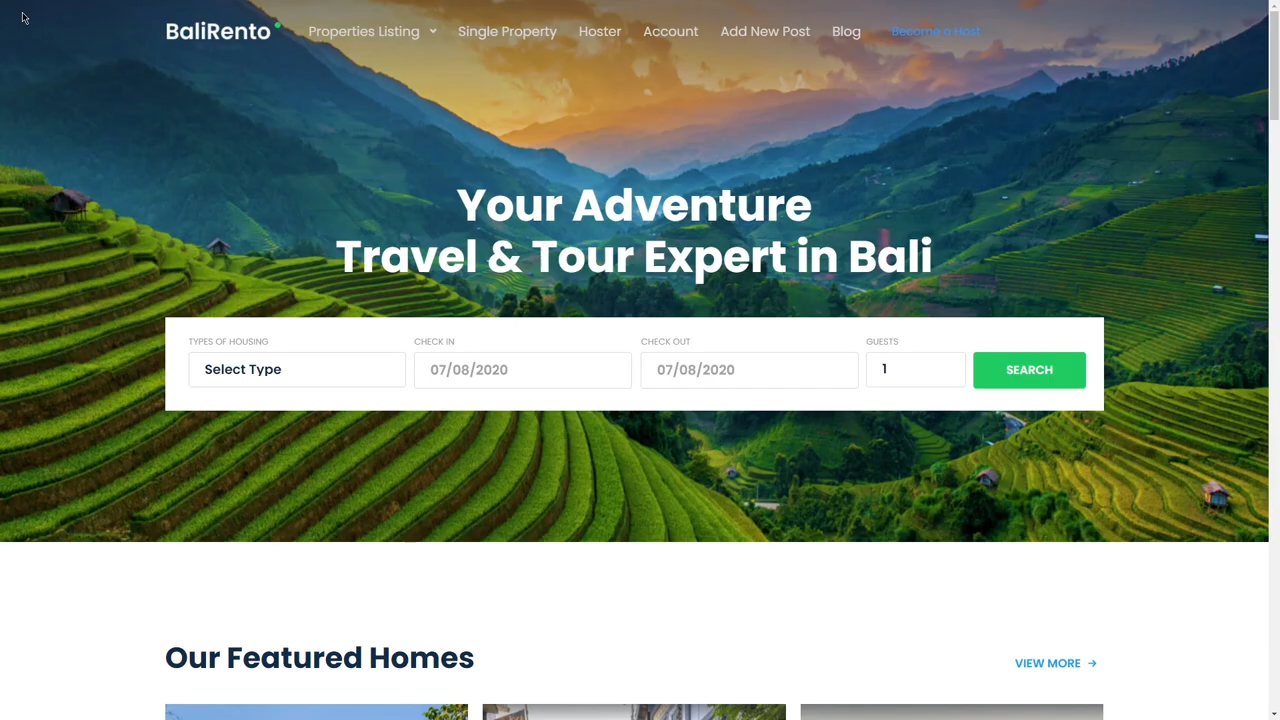 BaliRento
Properties Listing
Single Property
Hoster
Account
Add New Post
Blog
Become a Host
Your Adventure
Travel & Tour Expert in Bali
TYPES OF HOUSING
CHECK IN
CHECK OUT
GUESTS
Select Type
07/08/2020
07/08/2020
1
SEARCH
Our Featured Homes
VIEW MORE →